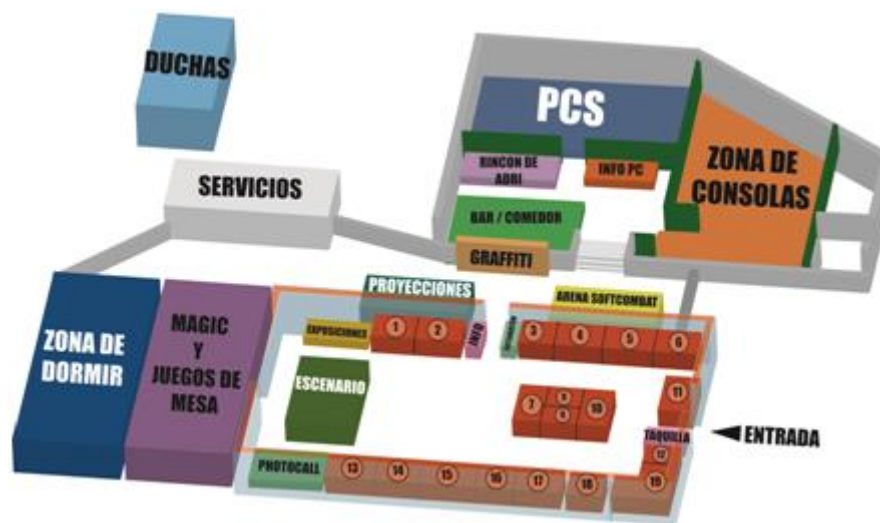 DUCHAS
PCS
ZONA DE
CONSOLAS
RINCON DE
ADRI
INFO PC
SERVICIOS
BAR / COMEDOR
GRAFFITI
PROYECCIONES
ARENA SOFTCOMBAT
ZONA DE
DORMIR
MAGIC
Y
JUEGOS DE
MESA
EXPOSICIONES
1
2
INFO
3
4
5
6
ESCENARIO
7
8
9
10
11
TAQUILLA
12
ENTRADA
PHOTOCALL
13
14
15
16
17
18
19